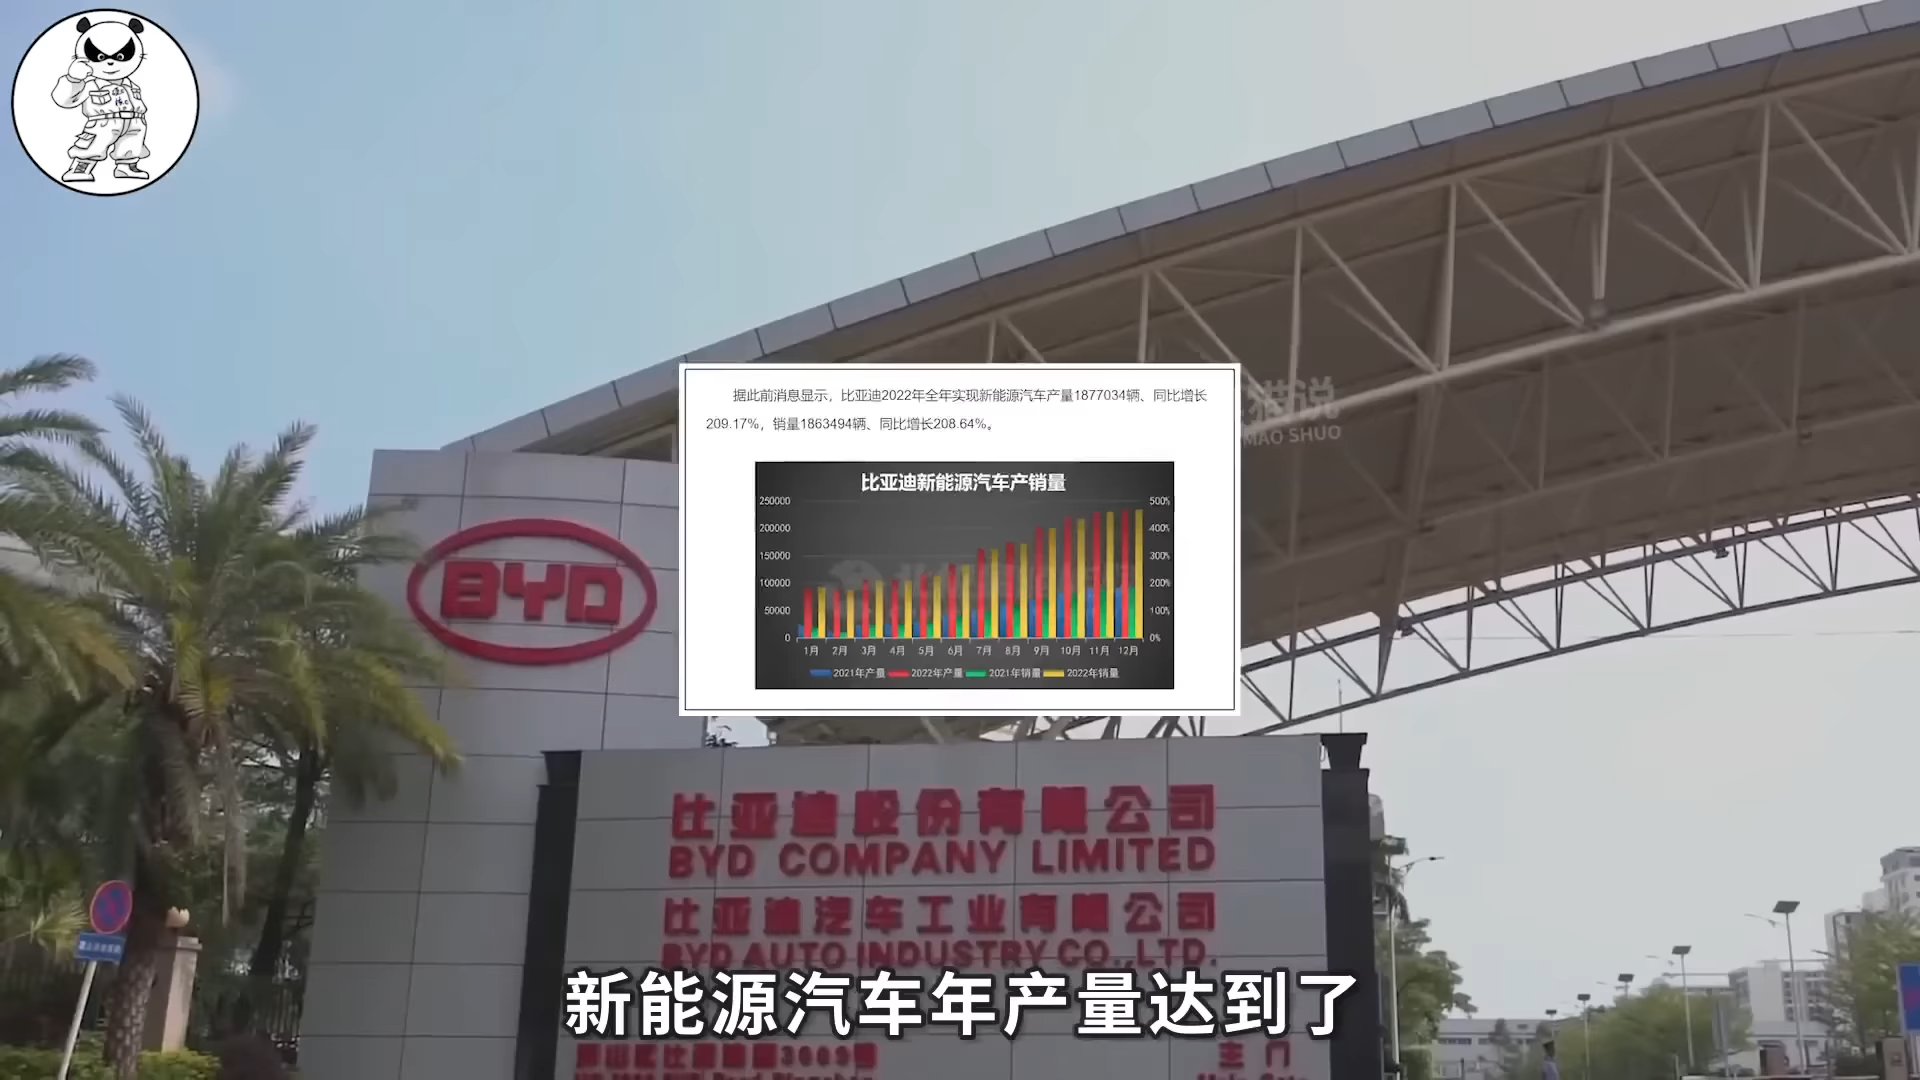 据此前消息显示，比亚迪2022年全年实现新能源汽车产量1877034辆、同比增长
209.17%，销量1863494辆、同比增长208.64%。
猫说
MAO SHUO
比亚迪新能源汽车产销量
250000
200000
150000
100000
50000
0
500%
400%
300%
200%
100%
0%
1月 2月 3月 4月 5月 6月 7月 8月 9月 10月 11月 12月
2021年产量 2022年产量 2021年销量 2022年销量
BYD
比亚迪股份有限公司
BYD COMPANY LIMITED
比亚迪汽车工业有限公司
BYD AUTO INDUSTRY CO.,LTD.
新能源汽车年产量达到了
主门